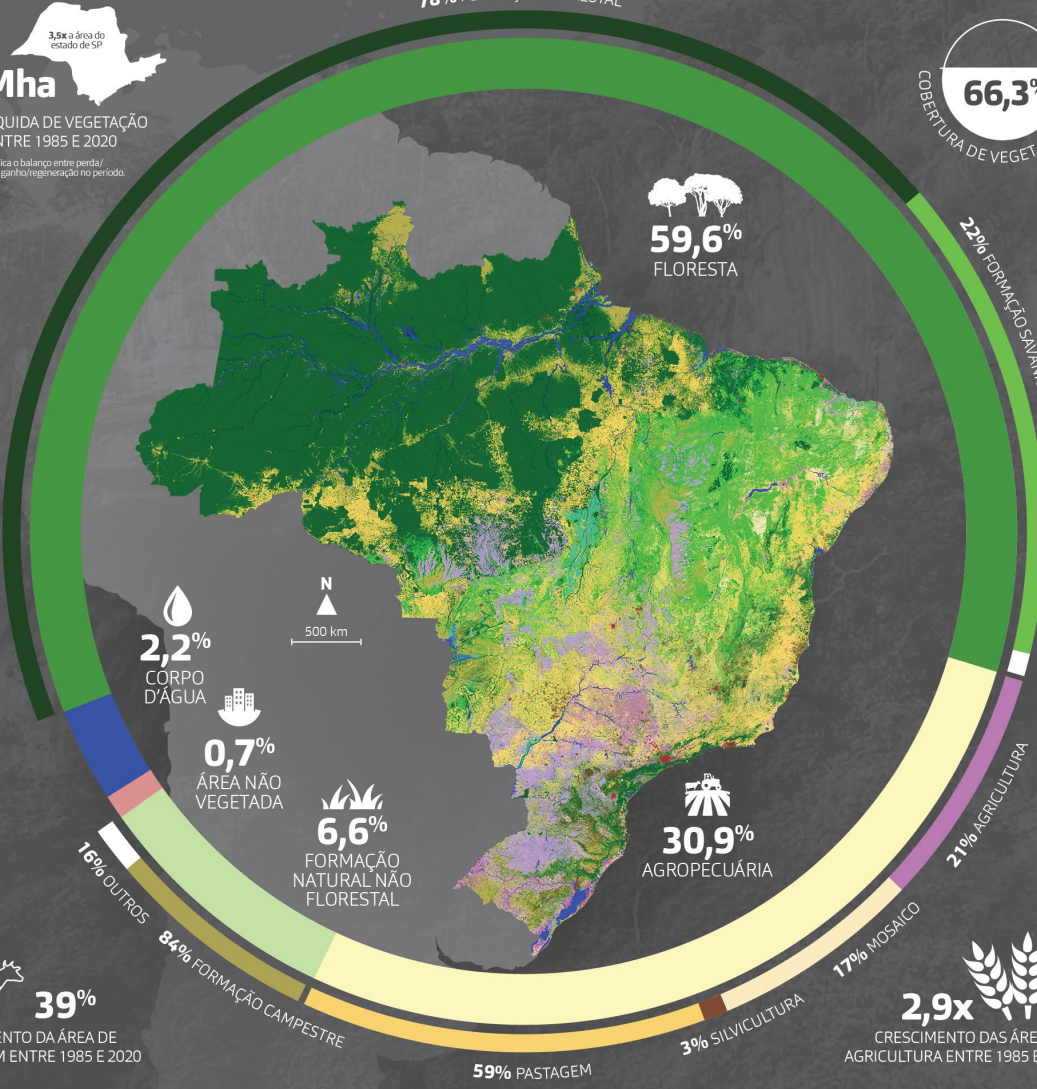 78% FLORESTAL
3,5x a área do
estado de SP
Mha
QUIDA DE VEGETAÇÃO
NTRE 1985 E 2020
ica o balanço entre perda/
ganho/regeneração no período.
66,3%
COBERTURA DE VEGET
59,6%
FLORESTA
22% FORMAÇÃO SAVAN
N
500 km
2,2%
CORPO
D'ÁGUA
0,7%
ÁREA NÃO
VEGETADA
6,6%
FORMAÇÃO
NATURAL NÃO
FLORESTAL
30,9%
AGROPECUÁRIA
21% AGRICULTURA
16% OUTROS
84% FORMAÇÃO CAMPESTRE
17% MOSAICO
3% SILVICULTURA
59% PASTAGEM
39%
ENTO DA ÁREA DE
M ENTRE 1985 E 2020
2,9x
CRESCIMENTO DAS ÁRE
AGRICULTURA ENTRE 1985 E